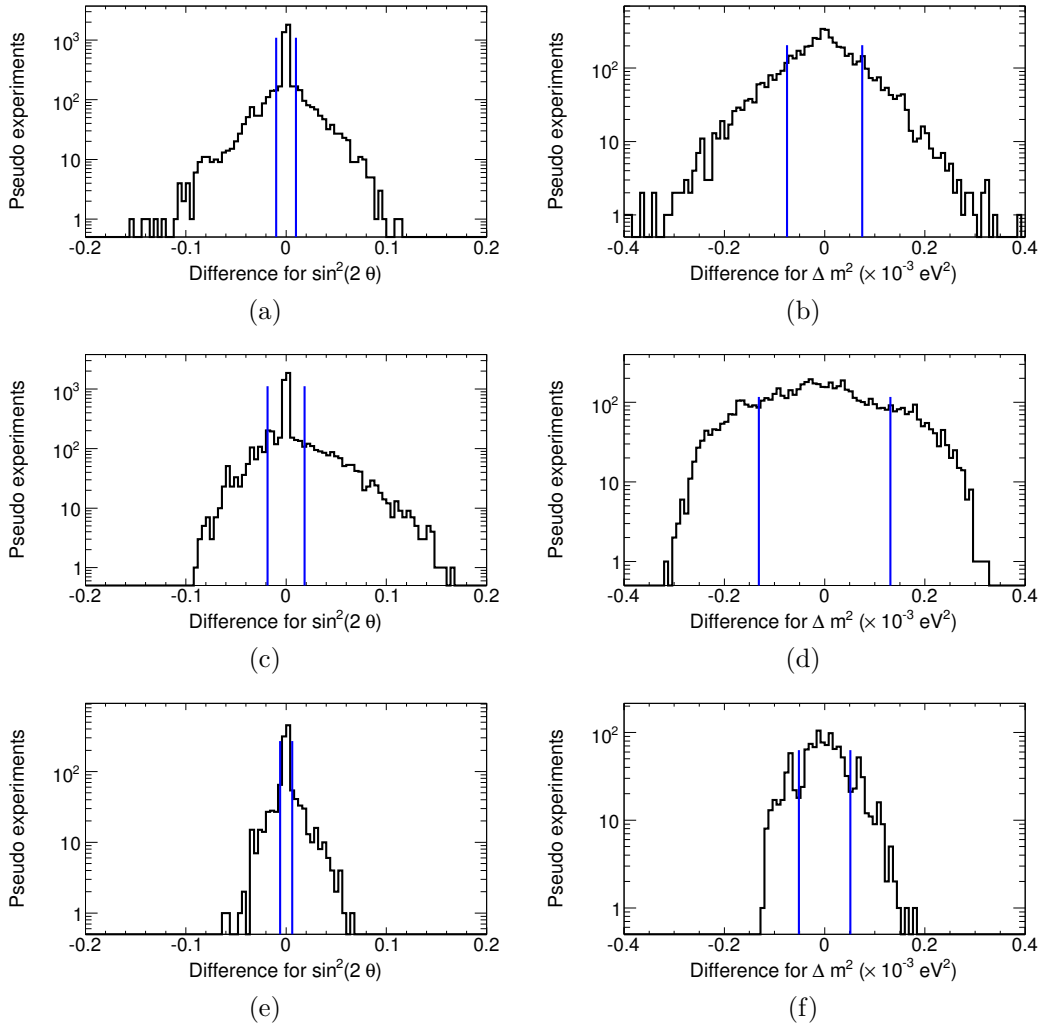 Pseudo experiments
10³
10²
10
1
-0.2 -0.1 0 0.1 0.2
Difference for sin²(2 θ)
(a)
Pseudo experiments
10²
10
1
-0.4 -0.2 0 0.2 0.4
Difference for Δ m² (× 10⁻³ eV²)
(b)
Pseudo experiments
10³
10²
10
1
-0.2 -0.1 0 0.1 0.2
Difference for sin²(2 θ)
(c)
Pseudo experiments
10²
10
1
-0.4 -0.2 0 0.2 0.4
Difference for Δ m² (× 10⁻³ eV²)
(d)
Pseudo experiments
10²
10
1
-0.2 -0.1 0 0.1 0.2
Difference for sin²(2 θ)
(e)
Pseudo experiments
10²
10
1
-0.4 -0.2 0 0.2 0.4
Difference for Δ m² (× 10⁻³ eV²)
(f)